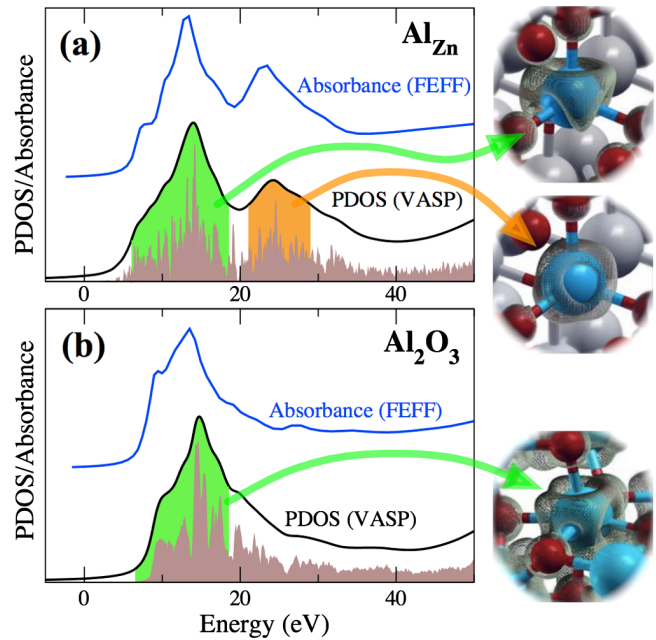 (a)
Al_Zn
Absorbance (FEFF)
PDOS (VASP)
PDOS/Absorbance
0 20 40
(b)
Al₂O₃
Absorbance (FEFF)
PDOS (VASP)
PDOS/Absorbance
0 20 40
Energy (eV)